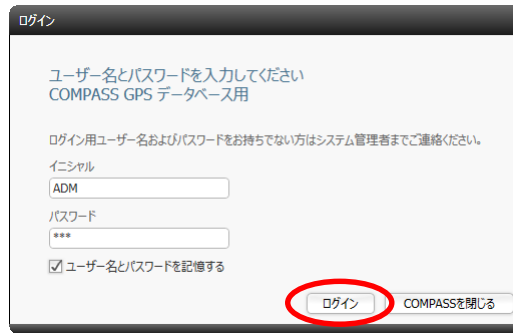 ログイン
ユーザー名とパスワードを入力してください
COMPASS GPS データベース用
ログイン用ユーザー名およびパスワードをお持ちでない方はシステム管理者までご連絡ください。
イニシャル
ADM
パスワード
***
ユーザー名とパスワードを記憶する
ログイン
COMPASSを閉じる